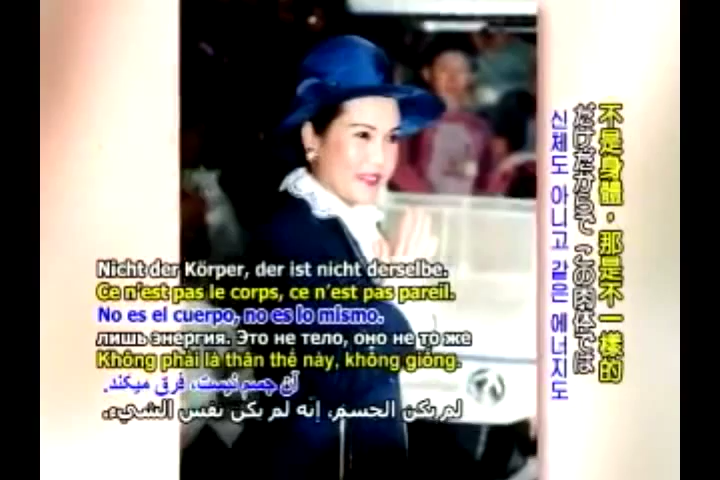 Nicht der Körper, der ist nicht derselbe.
Ce n'est pas le corps, ce n'est pas pareil.
No es el cuerpo, no es lo mismo.
лишь энергия. Это не тело, оно не то же
Không phải là thân thể này, không giống.
آن جسم نیست، فرق میکند.
لم يكن الجسم، إنه لم يكن نفس الشيء.
不是身體，那是不一樣的
だけだからで この肉体では
신체도 아니고 같은 에너지도